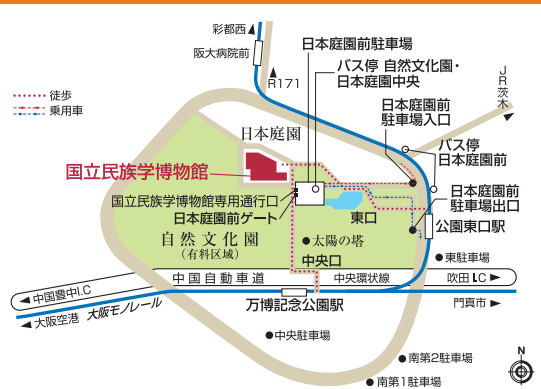 彩都西
阪大病院前
日本庭園前駐車場
バス停 自然文化園・
日本庭園中央
R171
JR茨木
徒歩
乗用車
日本庭園前
駐車場入口
日本庭園
バス停
日本庭園前
国立民族学博物館
国立民族学博物館専用通行口
日本庭園前ゲート
日本庭園前
駐車場出口
東口
公園東口駅
自然文化園
(有料区域)
太陽の塔
中央口
東駐車場
中国自動車道
中央環状線
吹田I.C
中国豊中I.C
大阪空港
大阪モノレール
万博記念公園駅
門真市
中央駐車場
N
南第2駐車場
南第1駐車場